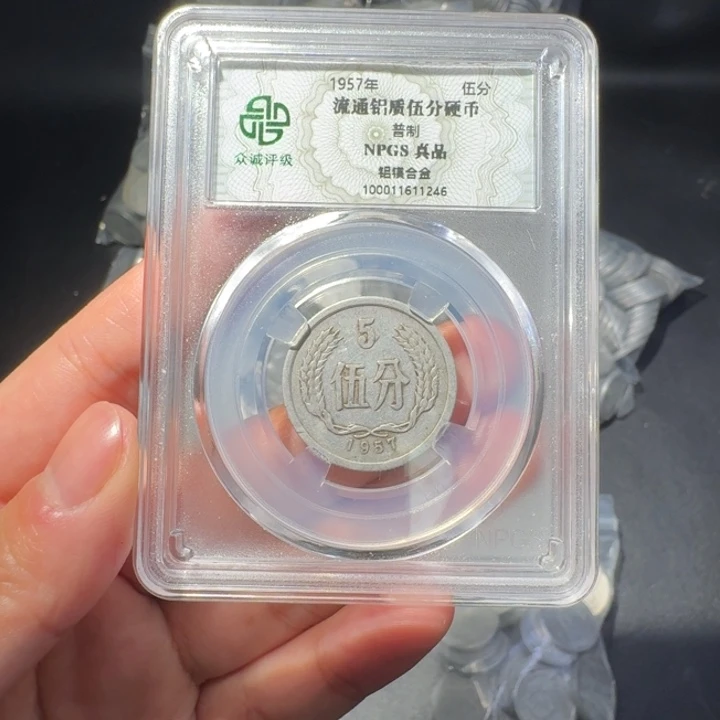 1957年 伍分
流通铝质伍分硬币
普制
NPGS 真品
铝镁合金
100011611246
众诚评级
5
伍分
1957
NPGS